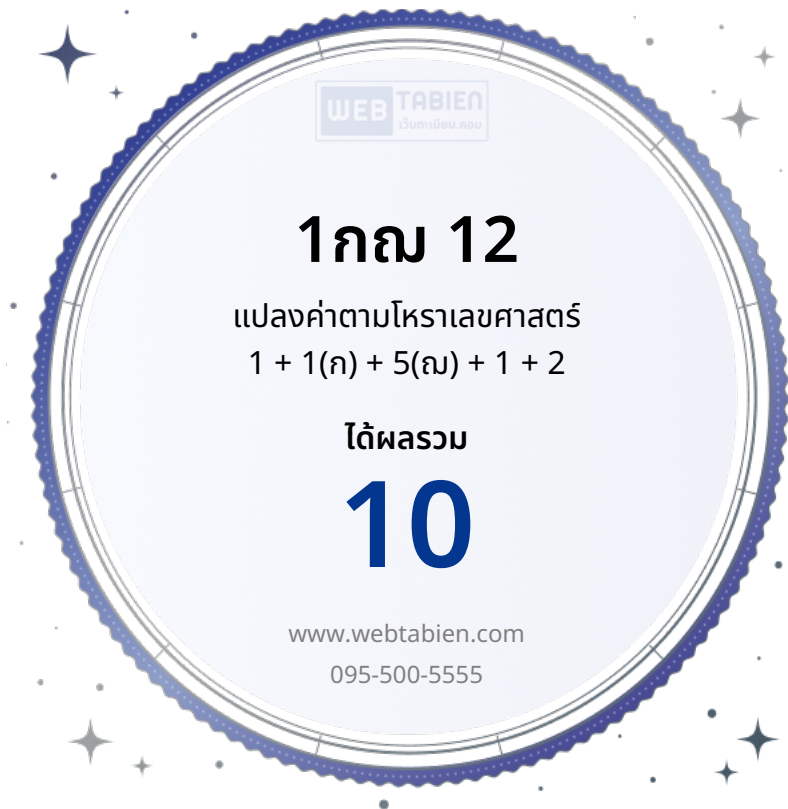 WEB TABIEN
เว็บทะเบียน.คอม
1กฌ 12
แปลงค่าตามโหราเลขศาสตร์
1 + 1(ก) + 5(ฌ) + 1 + 2
ได้ผลรวม
10
www.webtabien.com
095-500-5555